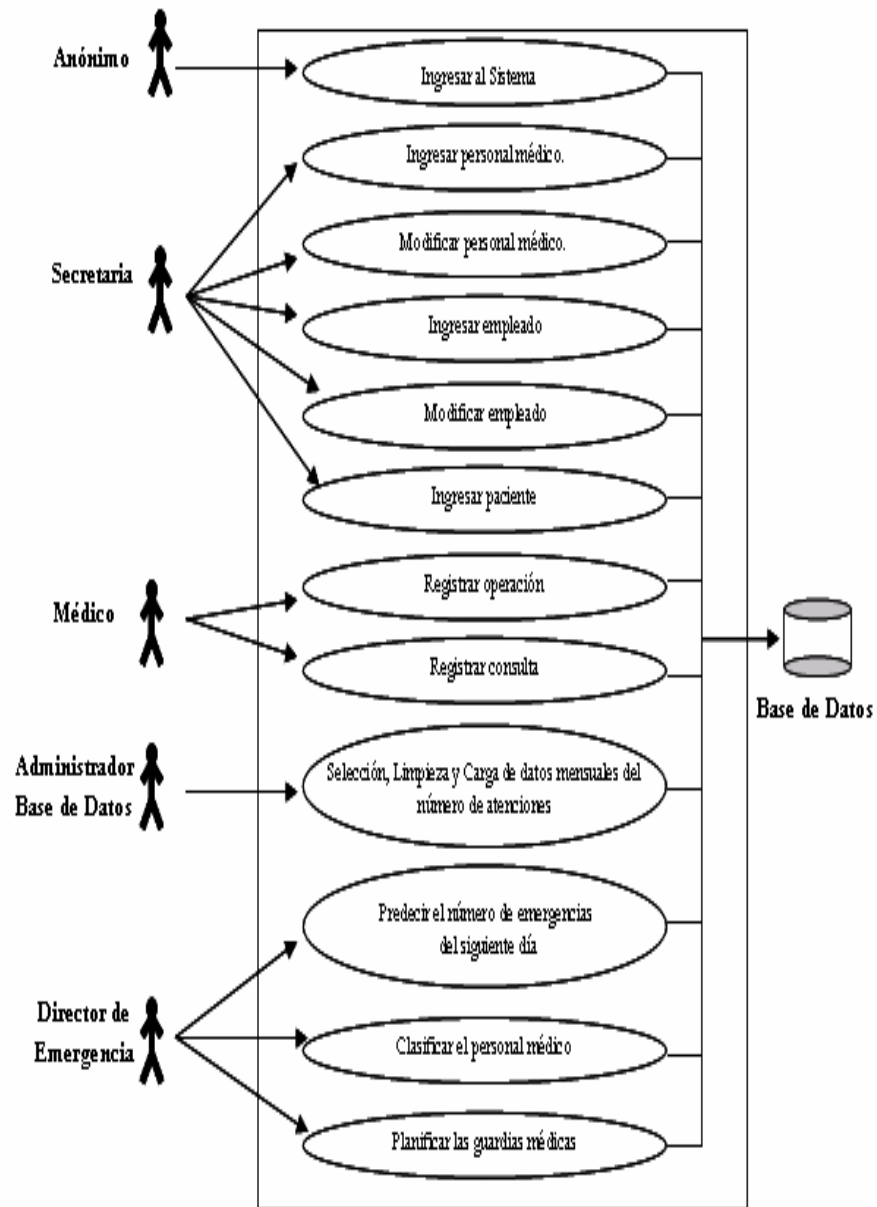 Anónimo
Ingresar al Sistema
Ingresar personal médico.
Modificar personal médico.
Secretaria
Ingresar empleado
Modificar empleado
Ingresar paciente
Médico
Registrar operación
Registrar consulta
Base de Datos
Administrador
Base de Datos
Selección, Limpieza y Carga de datos mensuales del
número de atenciones
Predecir el número de emergencias
del siguiente día
Director de
Emergencia
Clasificar el personal médico
Planificar las guardias médicas